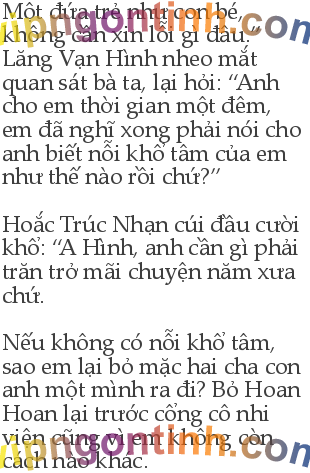 Một đứa trẻ như con bé,
không cần xin lỗi gì đâu.”
Lăng Vạn Hình nheo mắt
quan sát bà ta, lại hỏi: “Anh
cho em thời gian một đêm,
em đã nghĩ xong phải nói cho
anh biết nỗi khổ tâm của em
như thế nào rồi chứ?”
Hoắc Trúc Nhạn cúi đầu cười
khổ: “A Hình, anh cần gì phải
trăn trở mãi chuyện năm xưa
chứ.
Nếu không có nỗi khổ tâm,
sao em lại bỏ mặc hai cha con
anh một mình ra đi? Bỏ Hoan
Hoan lại trước cổng cô nhi
viện cũng vì em không còn
cách nào khác.
vipngontinh.com
vipngontinh.com